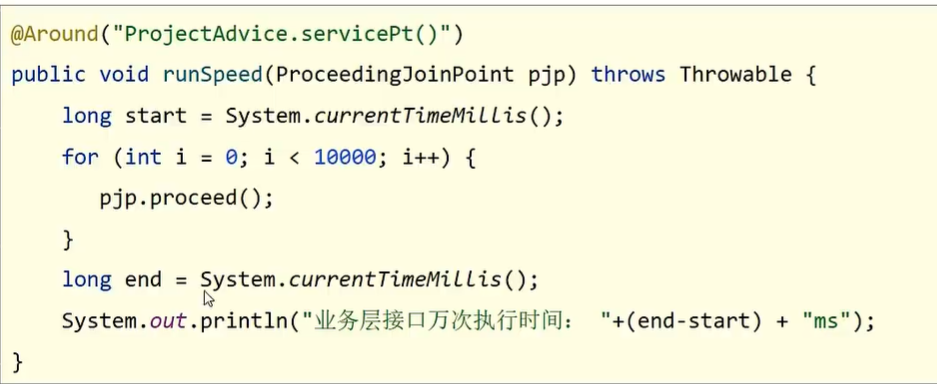 @Around("ProjectAdvice.servicePt()")
public void runSpeed(ProceedingJoinPoint pjp) throws Throwable {
    long start = System.currentTimeMillis();
    for (int i = 0; i < 10000; i++) {
       pjp.proceed();
    }
    long end = System.currentTimeMillis();
    System.out.println("业务层接口万次执行时间： "+(end-start) + "ms");
}